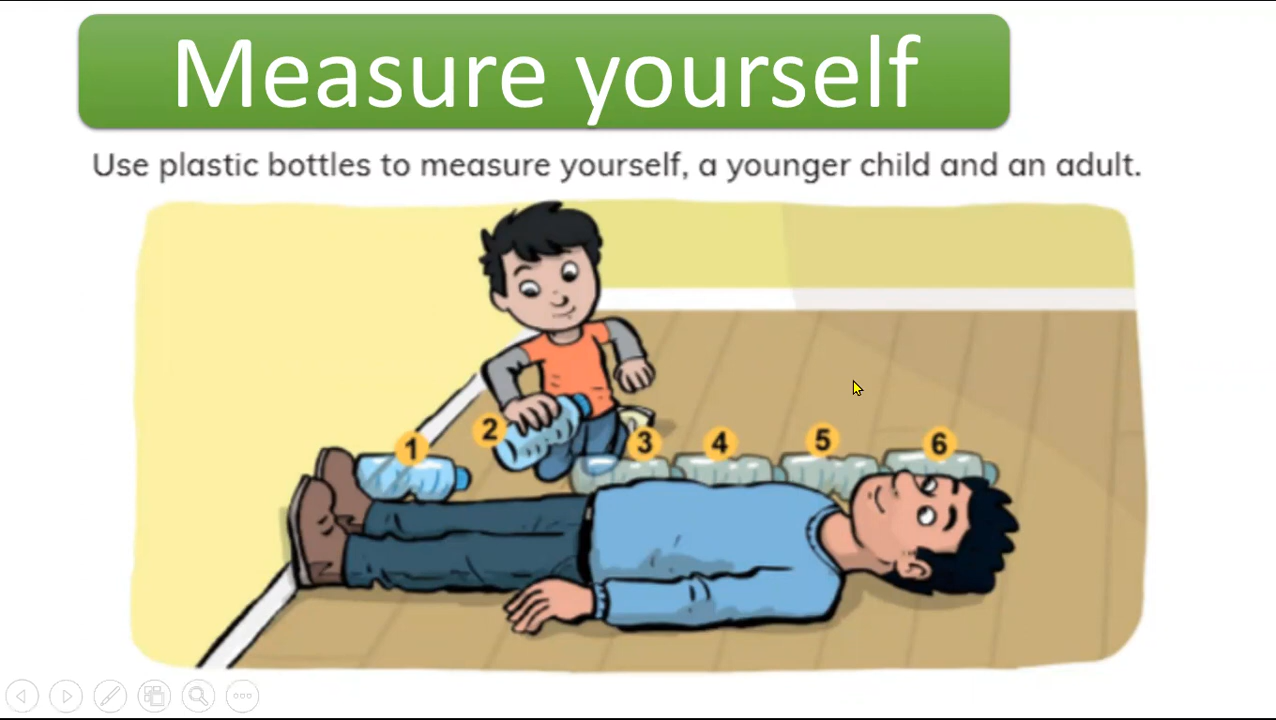 Measure yourself
Use plastic bottles to measure yourself, a younger child and an adult.
1 2 3 4 5 6